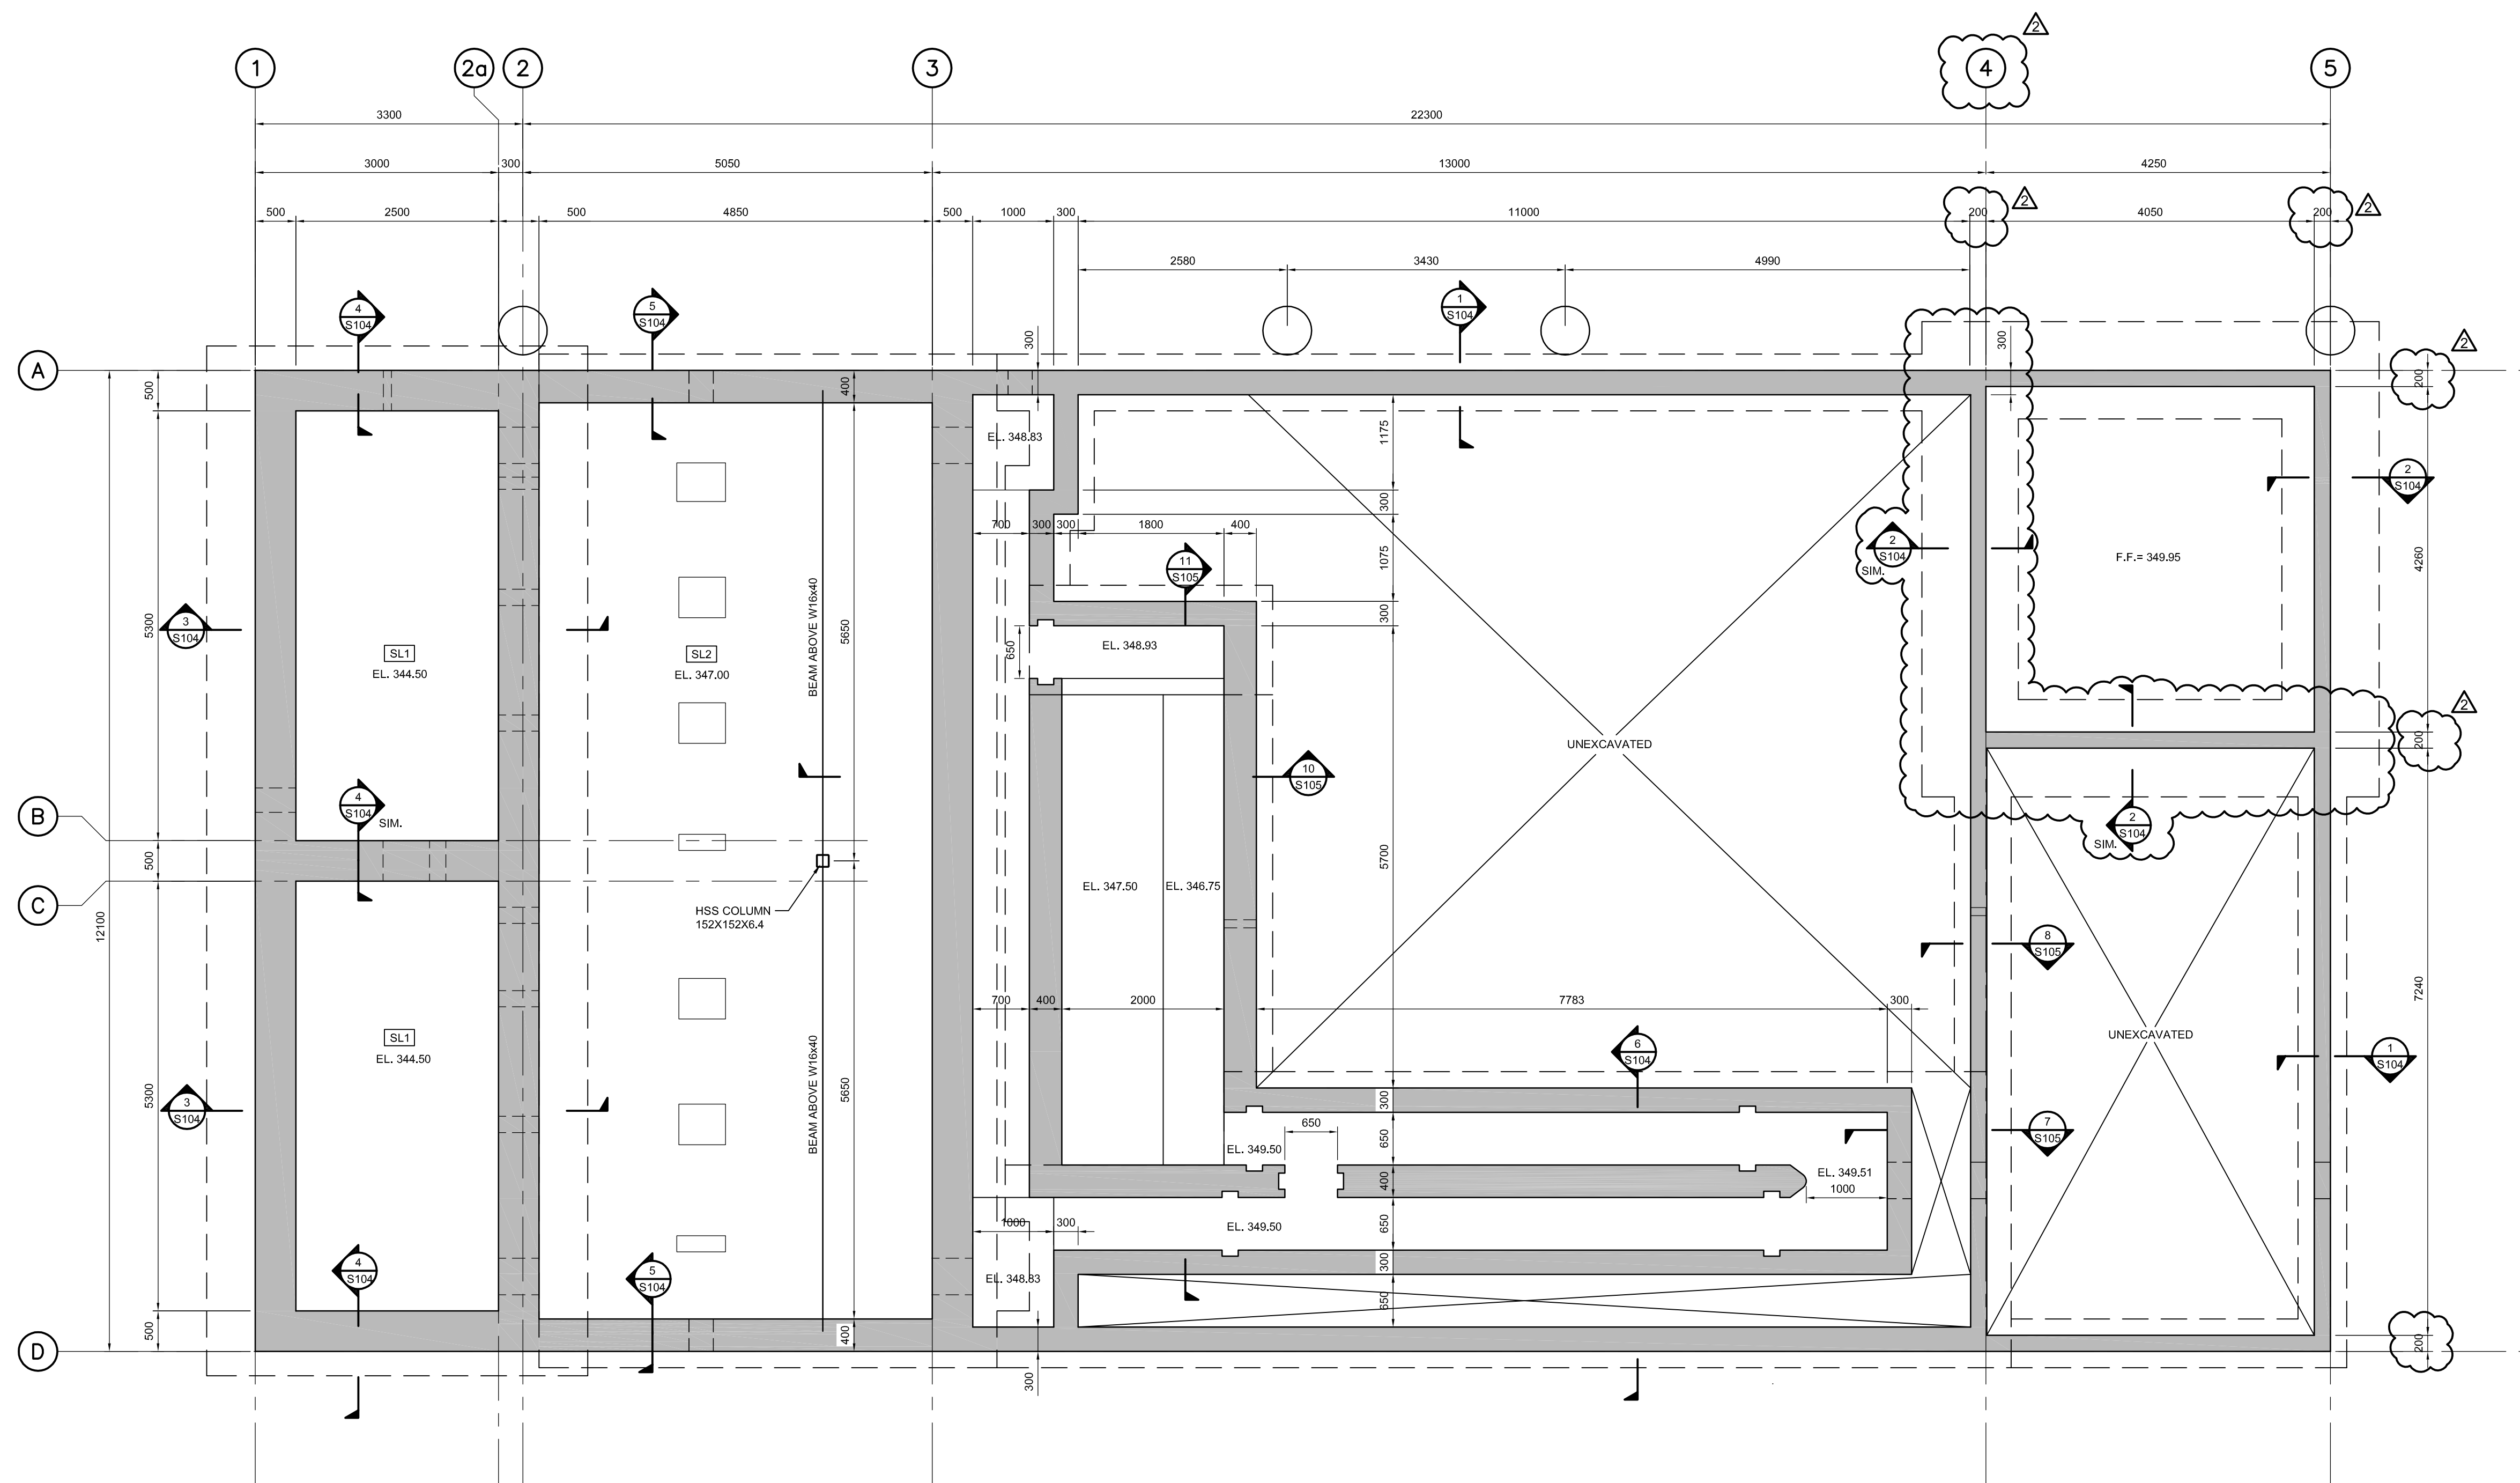 2
1
2a
2
3
4
5
3300
22300
3000
300
5050
13000
4250
500
2500
500
4850
500
1000
300
11000
200
2
4050
200
2
2580
3430
4990
4
S104
5
S104
1
S104
300
300
2
A
500
400
200
EL. 348.83
1175
2
S104
300
700
300
300
1800
400
1075
2
S104
SIM.
F.F.= 349.95
4260
11
S105
3
S104
5300
SL1
EL. 344.50
SL2
EL. 347.00
BEAM ABOVE W16x40
5650
650
EL. 348.93
300
2
UNEXCAVATED
200
10
S105
B
4
S104
SIM.
2
S104
SIM.
500
5700
C
12100
HSS COLUMN
152X152X6.4
EL. 347.50
EL. 346.75
8
S105
700
400
2000
7783
300
7240
SL1
EL. 344.50
UNEXCAVATED
6
S104
1
S104
3
S104
5300
BEAM ABOVE W16x40
5650
300
650
7
S105
EL. 349.50
650
EL. 349.51
400
1000
1000
300
EL. 349.50
650
4
S104
5
S104
EL. 348.83
300
650
500
400
200
D
300